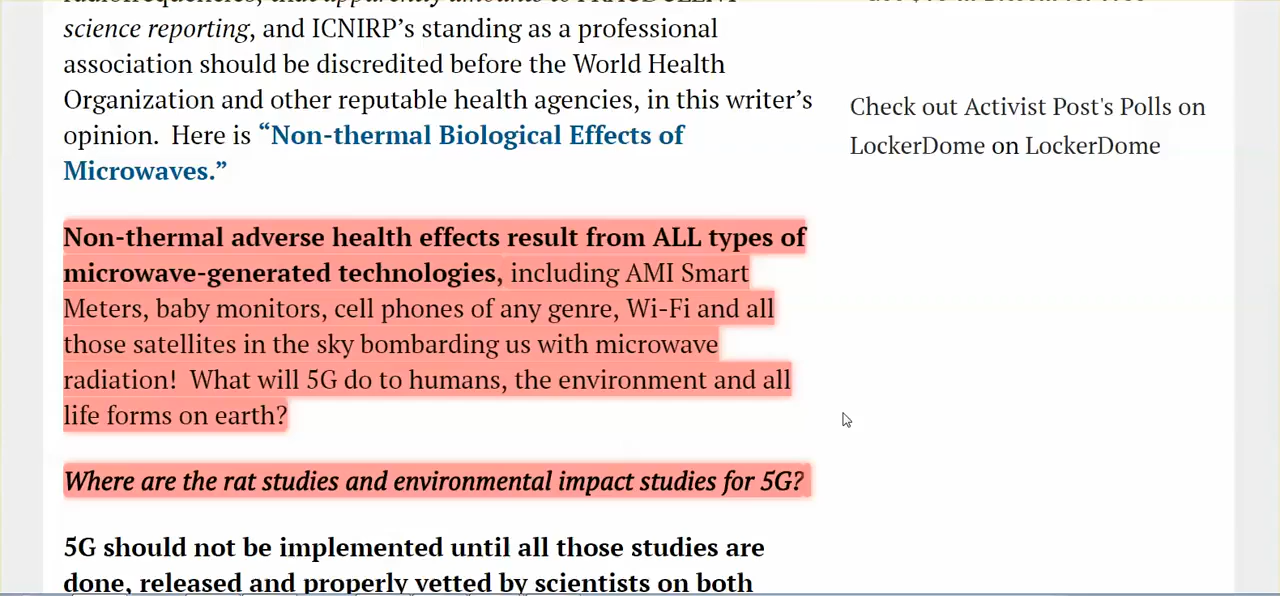 science reporting, and ICNIRP’s standing as a professional
association should be discredited before the World Health
Organization and other reputable health agencies, in this writer’s
opinion.  Here is “Non-thermal Biological Effects of
Microwaves.”
Non-thermal adverse health effects result from ALL types of
microwave-generated technologies, including AMI Smart
Meters, baby monitors, cell phones of any genre, Wi-Fi and all
those satellites in the sky bombarding us with microwave
radiation!  What will 5G do to humans, the environment and all
life forms on earth?
Where are the rat studies and environmental impact studies for 5G?
5G should not be implemented until all those studies are
done, released and properly vetted by scientists on both
Check out Activist Post's Polls on
LockerDome on LockerDome